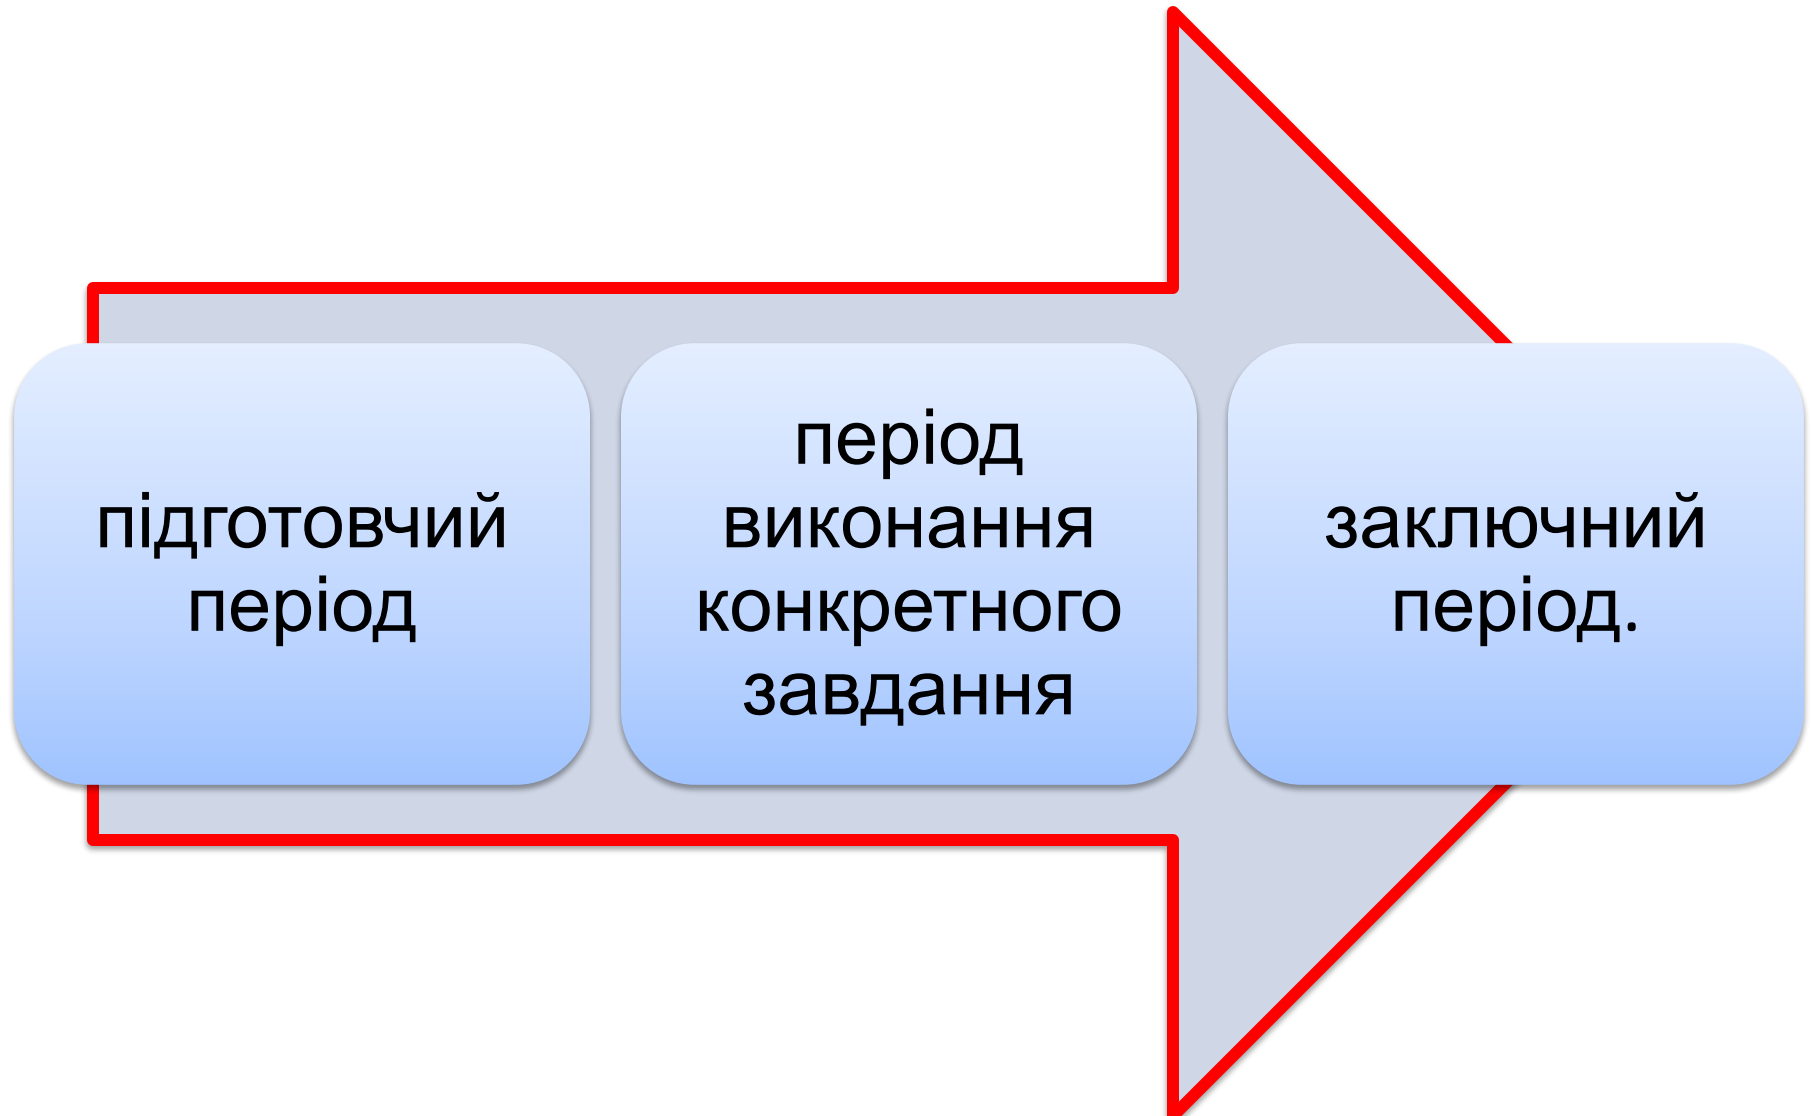 підготовчий
період
період
виконання
конкретного
завдання
заключний
період.